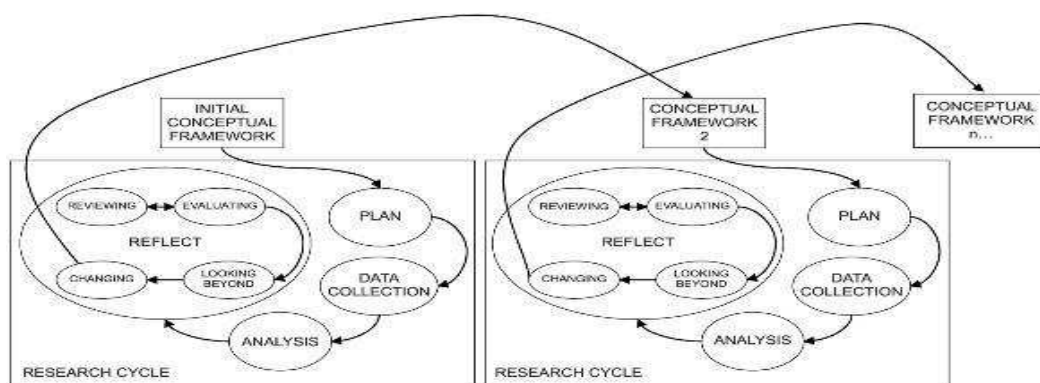 INITIAL
CONCEPTUAL
FRAMEWORK
CONCEPTUAL
FRAMEWORK
2
CONCEPTUAL
FRAMEWORK
n...
REVIEWING
EVALUATING
REFLECT
CHANGING
LOOKING
BEYOND
PLAN
DATA
COLLECTION
ANALYSIS
RESEARCH CYCLE
REVIEWING
EVALUATING
REFLECT
CHANGING
LOOKING
BEYOND
PLAN
DATA
COLLECTION
ANALYSIS
RESEARCH CYCLE